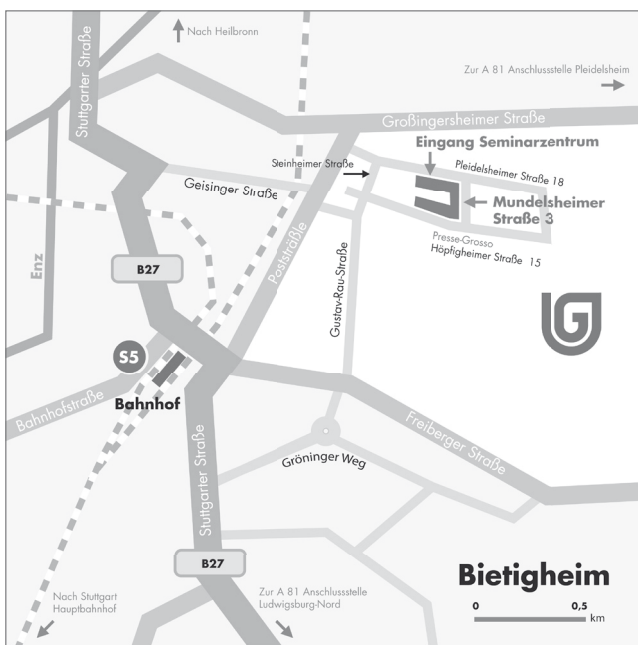 Nach Heilbronn
Stuttgarter Straße
Zur A 81 Anschlussstelle Pleidelsheim
Großingersheimer Straße
Eingang Seminarzentrum
Steinheimer Straße
Pleidelsheimer Straße 18
Geisinger Straße
Mundelsheimer
Straße 3
Presse-Grosso
Höpfigheimer Straße 15
Poststräßle
Gustav-Rau-Straße
Enz
B27
S5
Bahnhof
Bahnhofstraße
Freiberger Straße
Stuttgarter Straße
Gröninger Weg
B27
Bietigheim
0 0,5
km
Nach Stuttgart
Hauptbahnhof
Zur A 81 Anschlussstelle
Ludwigsburg-Nord